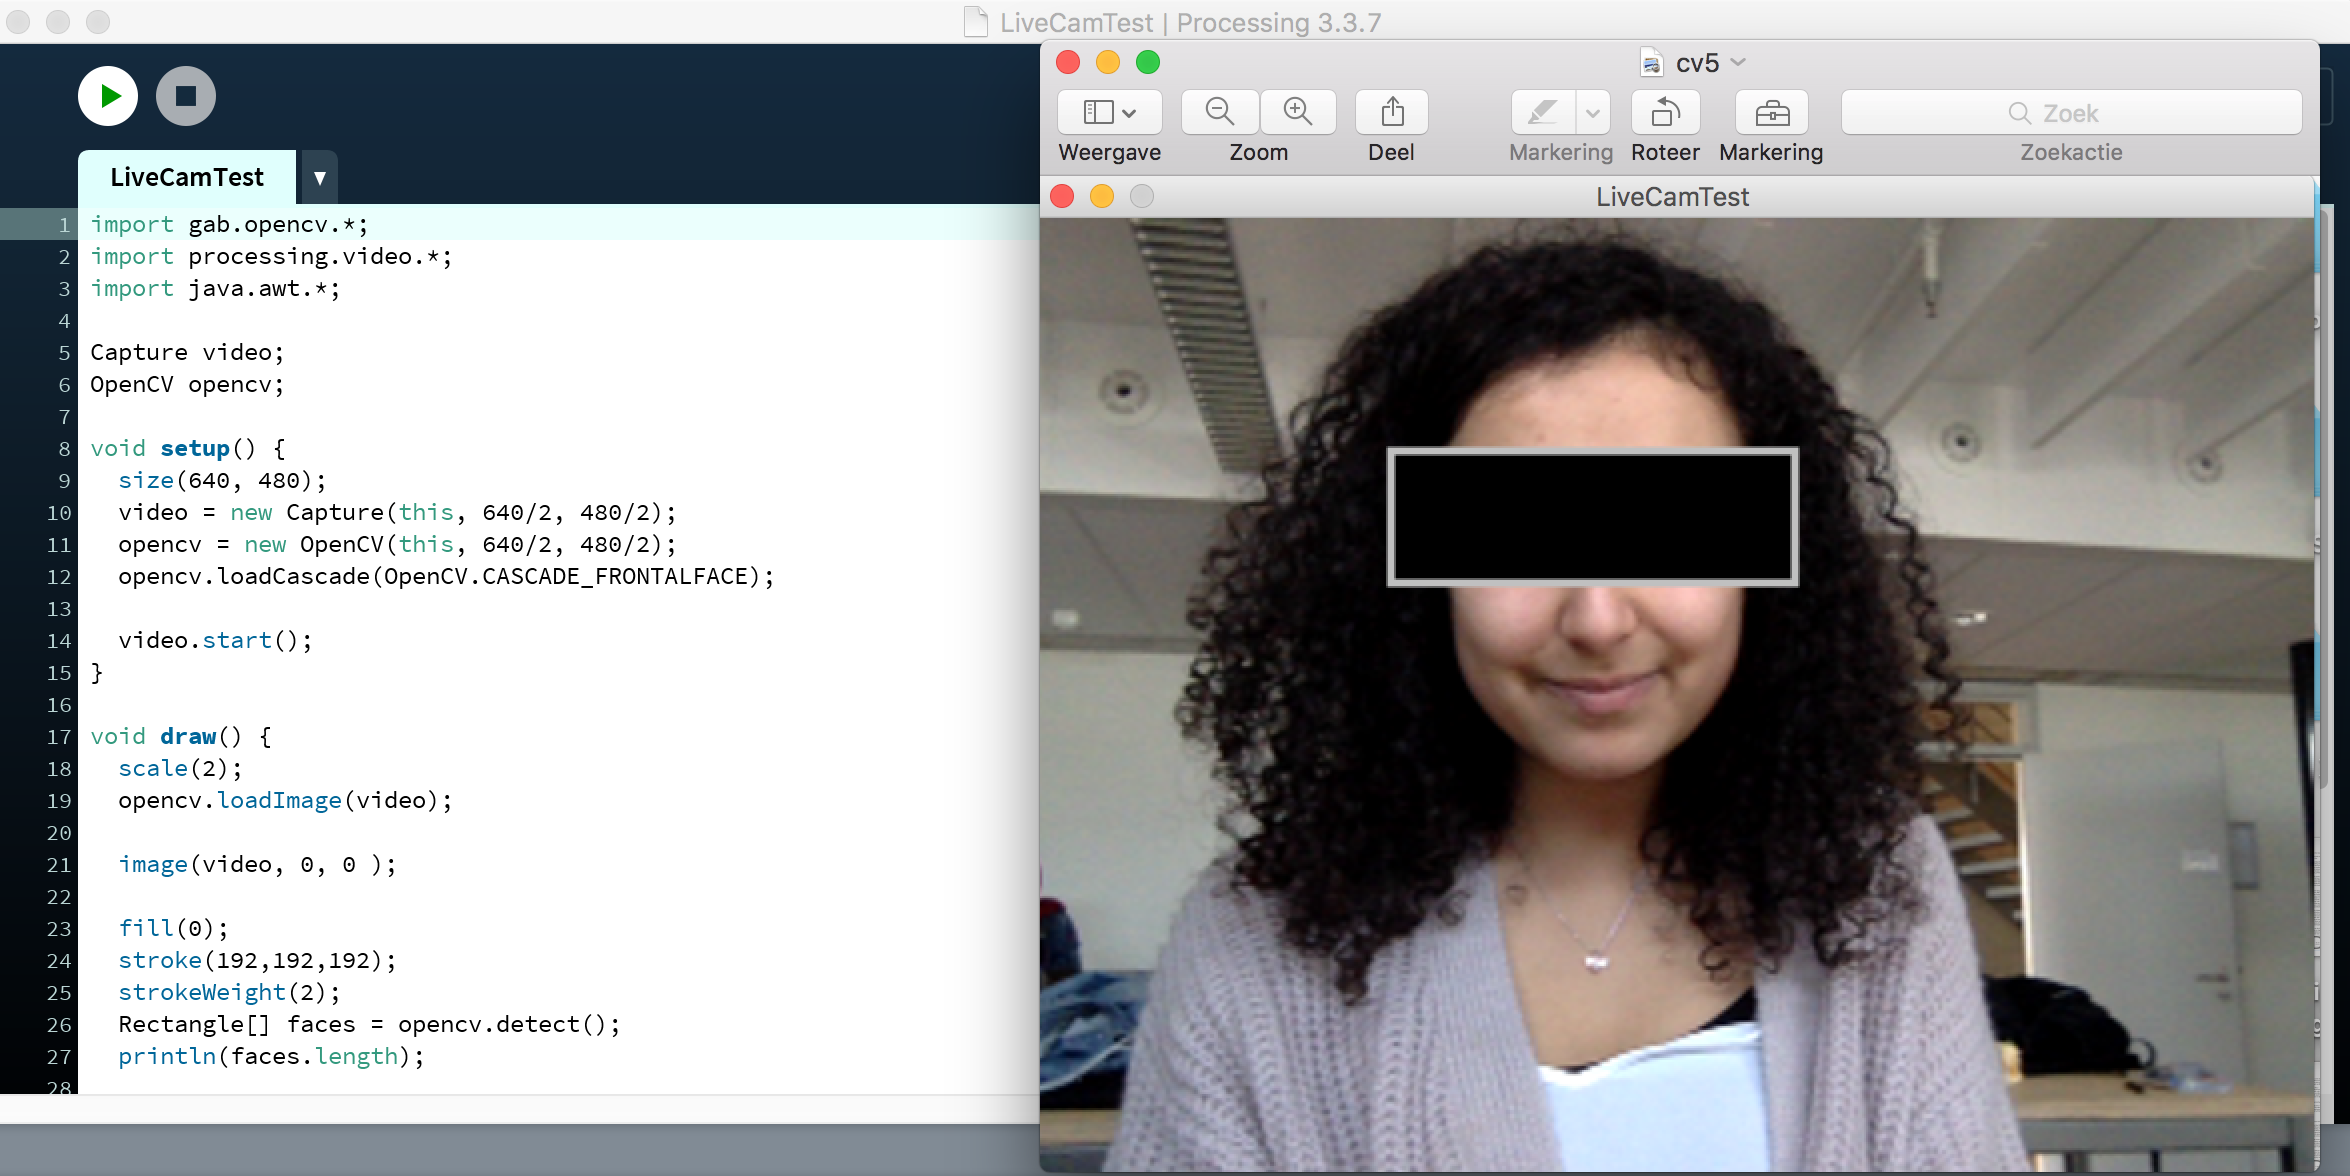 LiveCamTest | Processing 3.3.7
LiveCamTest
1 import gab.opencv.*;
2 import processing.video.*;
3 import java.awt.*;
4
5 Capture video;
6 OpenCV opencv;
7
8 void setup() {
9 size(640, 480);
10 video = new Capture(this, 640/2, 480/2);
11 opencv = new OpenCV(this, 640/2, 480/2);
12 opencv.loadCascade(OpenCV.CASCADE_FRONTALFACE);
13
14 video.start();
15 }
16
17 void draw() {
18 scale(2);
19 opencv.loadImage(video);
20
21 image(video, 0, 0 );
22
23 fill(0);
24 stroke(192,192,192);
25 strokeWeight(2);
26 Rectangle[] faces = opencv.detect();
27 println(faces.length);
28
cv5
Zoek
Weergave Zoom Deel Markering Roteer Markering Zoekactie
LiveCamTest